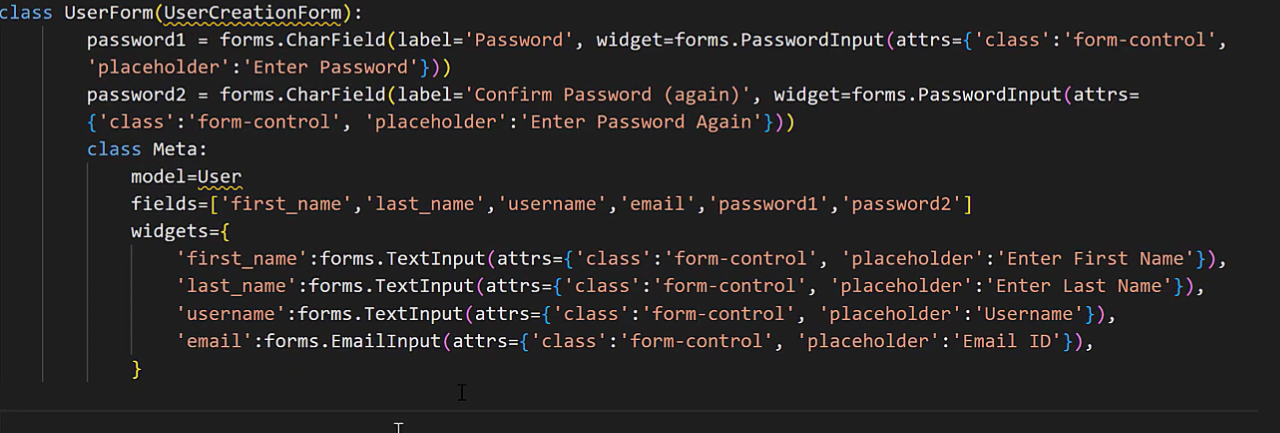 class UserForm(UserCreationForm):
password1 = forms.CharField(label='Password', widget=forms.PasswordInput(attrs={'class':'form-control',
'placeholder':'Enter Password'}))
password2 = forms.CharField(label='Confirm Password (again)', widget=forms.PasswordInput(attrs=
{'class':'form-control', 'placeholder':'Enter Password Again'}))
class Meta:
model=User
fields=['first_name','last_name','username','email','password1','password2']
widgets={
'first_name':forms.TextInput(attrs={'class':'form-control', 'placeholder':'Enter First Name'}),
'last_name':forms.TextInput(attrs={'class':'form-control', 'placeholder':'Enter Last Name'}),
'username':forms.TextInput(attrs={'class':'form-control', 'placeholder':'Username'}),
'email':forms.EmailInput(attrs={'class':'form-control', 'placeholder':'Email ID'}),
}